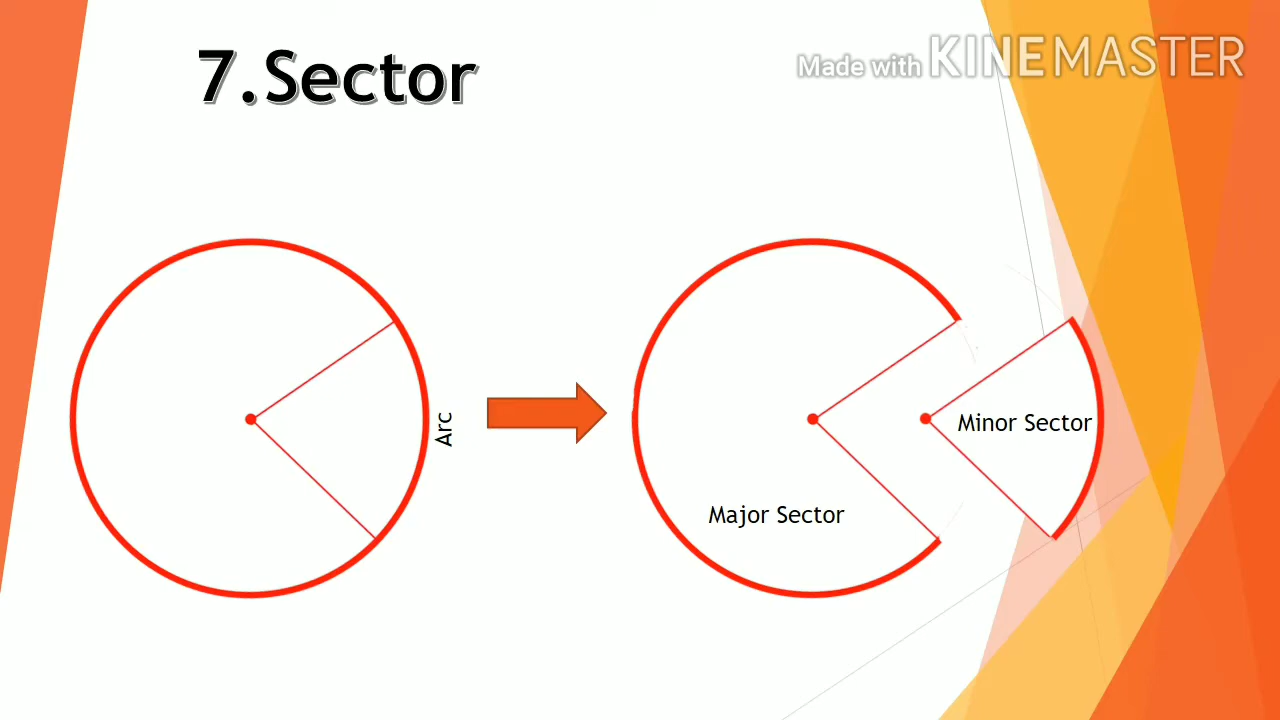 7.Sector
Made with KINEMASTER
Arc
Minor Sector
Major Sector